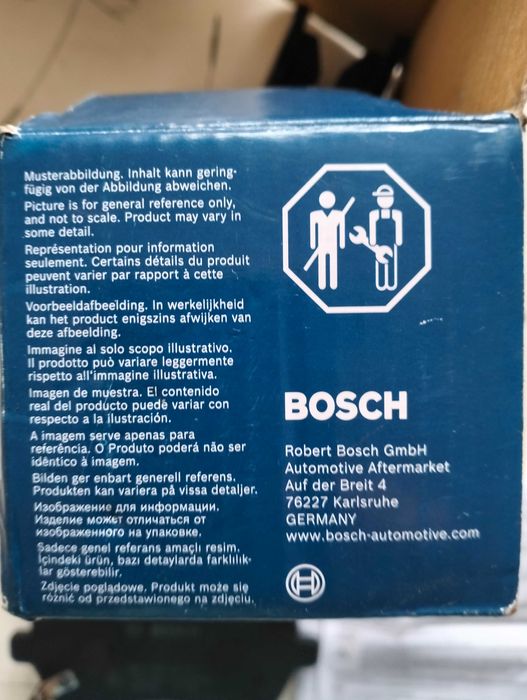 Musterabbildung. Inhalt kann gering-
fügig von der Abbildung abweichen.
Picture is for general reference only,
and not to scale. Product may vary in
some detail.
Représentation pour information
seulement. Certains détails du produit
peuvent varier par rapport à cette
illustration.
Voorbeeldafbeelding. In werkelijkheid
kan het product enigszins afwijken van
deze afbeelding.
Immagine al solo scopo illustrativo.
Il prodotto può variare leggermente
rispetto all'immagine illustrativa.
Imagen de muestra. El contenido
real del producto puede variar con
respecto a la ilustración.
A imagem serve apenas para
referência. O Produto poderá não ser
idêntico à imagem.
Bilden ger enbart generell referens.
Produkten kan variera på vissa detaljer.
Изображение для информации.
Изделие может отличаться от
изображенного на упаковке.
Sadece genel referans amaçlı resim.
İçindeki ürün, bazı detaylarda farklılık-
lar gösterebilir.
Zdjęcie poglądowe. Produkt może się
różnić od przedstawionego na zdjęciu.
BOSCH
Robert Bosch GmbH
Automotive Aftermarket
Auf der Breit 4
76227 Karlsruhe
GERMANY
www.bosch-automotive.com